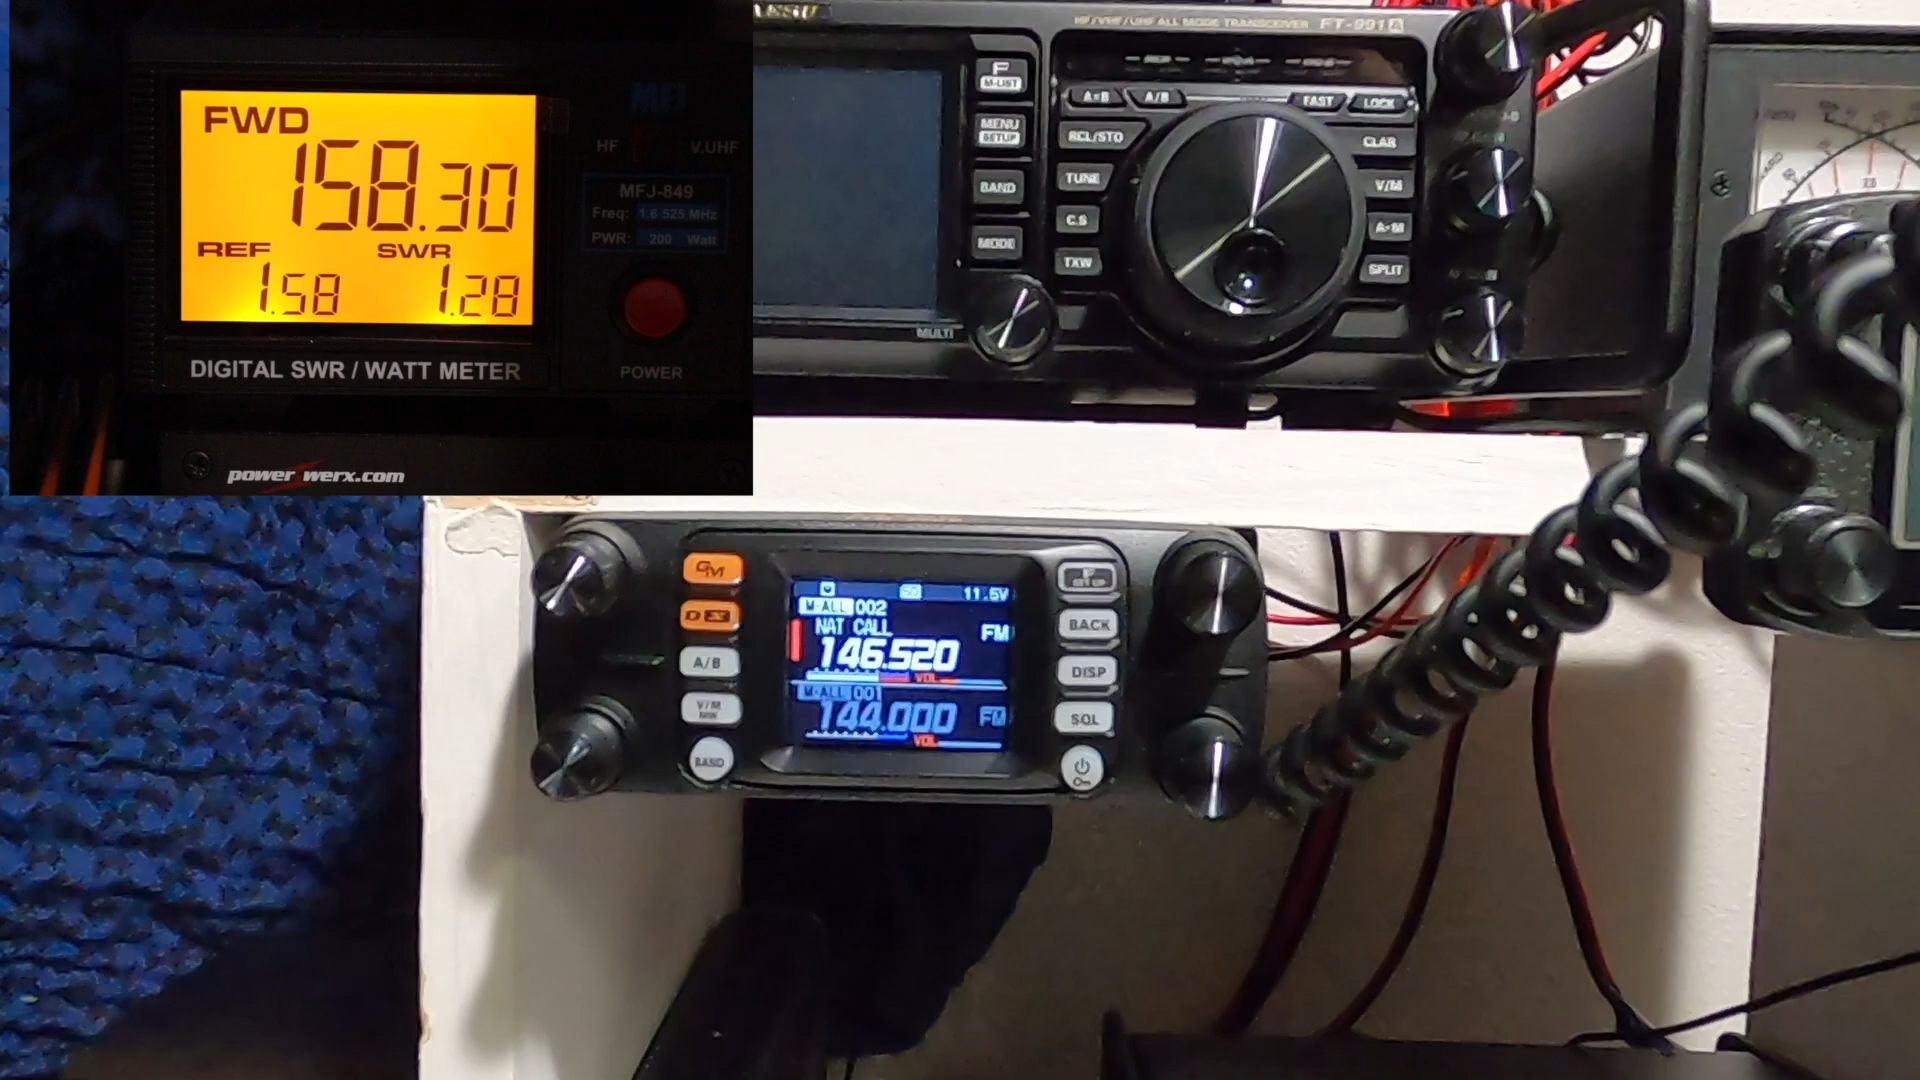 FWD
158.30
REF SWR
1.58 1.28
DIGITAL SWR / WATT METER
MFJ
HF V.UHF
MFJ-849
Freq: 1.6 525 MHz
PWR: 200 Watt
POWER
powerwerx.com
HF/VHF/UHF ALL MODE TRANSCEIVER FT-991A
F
M-LIST
MENU
SETUP
BAND
MODE
MULTI
A=B A/B FAST LOCK
RCL/STO CLAR
TUNE V/M
C.S A=M
TXW SPLIT
GM
DX
A/B
V/M
MW
BAND
11.5V
M-ALL 002
NAT CALL
146.520 FM
VOL
M-ALL 001
144.000 FM
VOL
F
SETUP
BACK
DISP
SQL